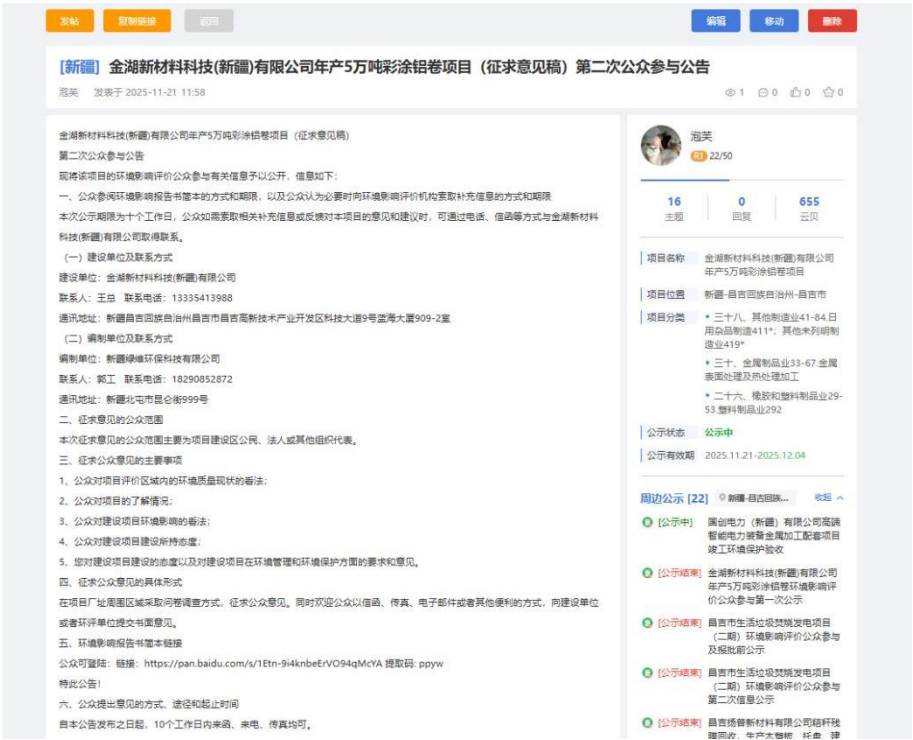 发帖 复制链接 返回 编辑 移动 删除
[新疆] 金湖新材料科技(新疆)有限公司年产5万吨彩涂铝卷项目（征求意见稿）第二次公众参与公告
泡芙 发表于 2025-11-21 11:58 1 0 0 0
金湖新材料科技(新疆)有限公司年产5万吨彩涂铝卷项目（征求意见稿）
第二次公众参与公告
现将该项目的环境影响评价公众参与有关信息予以公开，信息如下：
一、公众参阅环境影响报告书简本的方式和期限，以及公众认为必要时向环境影响评价机构索取补充信息的方式和期限
本次公示期限为十个工作日，公众如需索取相关补充信息或反馈对本项目的意见和建议时，可通过电话、信函等方式与金湖新材料
科技(新疆)有限公司取得联系。
（一）建设单位及联系方式
建设单位：金湖新材料科技(新疆)有限公司
联系人：王总 联系电话：13335413988
通讯地址：新疆昌吉回族自治州昌吉市昌吉高新技术产业开发区科技大道9号蓝海大厦909-2室
（二）编制单位及联系方式
编制单位：新疆绿维环保科技有限公司
联系人：郭工 联系电话：18290852872
通讯地址：新疆北屯市昆仑街999号
二、征求意见的公众范围
本次征求意见的公众范围主要为项目建设区公民、法人或其他组织代表。
三、征求公众意见的主要事项
1、公众对项目评价区域内的环境质量现状的看法；
2、公众对项目的了解情况；
3、公众对建设项目环境影响的看法；
4、公众对建设项目建设所持态度；
5、您对建设项目建设的态度以及对建设项目在环境管理和环境保护方面的要求和意见。
四、征求公众意见的具体形式
在项目厂址周围区域采取问卷调查方式，征求公众意见。同时欢迎公众以信函、传真、电子邮件或者其他便利的方式，向建设单位
或者环评单位提交书面意见。
五、环境影响报告书简本链接
公众可登陆：链接：https://pan.baidu.com/s/1Etn-9i4knbeErVO94qMcYA 提取码: ppyw
特此公告！
六、公众提出意见的方式、途径和起止时间
自本公告发布之日起，10个工作日内来函、来电、传真均可。
泡芙
R1 22/50
16 0 655
主题 回复 云贝
项目名称 金湖新材料科技(新疆)有限公司
年产5万吨彩涂铝卷项目
项目位置 新疆-昌吉回族自治州-昌吉市
项目分类 三十八、其他制造业41-84.日
用杂品制造411*；其他未列明制
造业419*
三十、金属制品业33-67.金属
表面处理及热处理加工
二十六、橡胶和塑料制品业29-
53.塑料制品业292
公示状态 公示中
公示有效期 2025.11.21-2025.12.04
周边公示 [22] 新疆-昌吉回族... 收起
[公示中] 国创电力（新疆）有限公司高端
智能电力装备金属加工配套项目
竣工环境保护验收
[公示结束] 金湖新材料科技(新疆)有限公司
年产5万吨彩涂铝卷环境影响评
价公众参与第一次公示
[公示结束] 昌吉市生活垃圾焚烧发电项目
（二期）环境影响评价公众参与
及报批前公示
[公示结束] 昌吉市生活垃圾焚烧发电项目
（二期）环境影响评价公众参与
第二次信息公示
[公示结束] 昌吉扬普新材料有限公司秸秆残
膜回收、生产木塑板、托盘、建